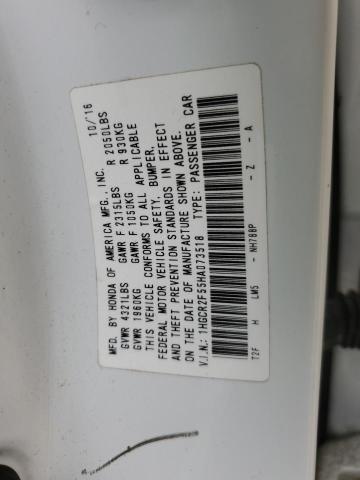 MFD. BY HONDA OF AMERICA MFG., INC. 10/'16
GVWR 4321LBS GAWR F 2315LBS R 2050LBS
GVWR 1960KG GAWR F 1050KG R 930KG
THIS VEHICLE CONFORMS TO ALL APPLICABLE
FEDERAL MOTOR VEHICLE SAFETY, BUMPER,
AND THEFT PREVENTION STANDARDS IN EFFECT
ON THE DATE OF MANUFACTURE SHOWN ABOVE.
V.I.N.: 1HGCR2F55HA073518 TYPE: PASSENGER CAR
T2F H LM5 NH788P - Z - A